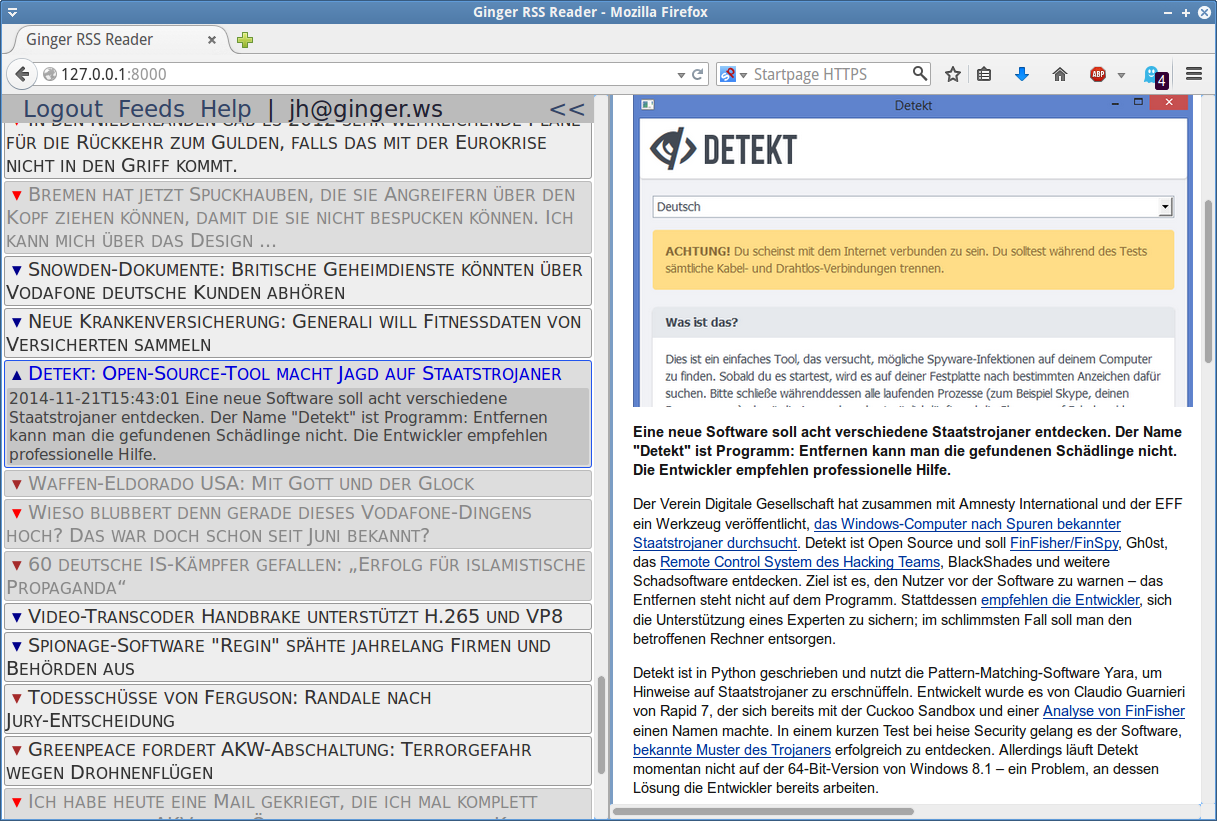 Ginger RSS Reader - Mozilla Firefox
Ginger RSS Reader
127.0.0.1:8000
Startpage HTTPS
ABP
4
Logout Feeds Help | jh@ginger.ws <<
In den Niederlanden gab es 2012 sehr weitreichende Pläne
für die Rückkehr zum Gulden, falls das mit der Eurokrise
nicht in den Griff kommt.
Bremen hat jetzt Spuckhauben, die sie Angreifern über den
Kopf ziehen können, damit die sie nicht bespucken können. Ich
kann mich über das Design ...
Snowden-Dokumente: Britische Geheimdienste könnten über
Vodafone deutsche Kunden abhören
Neue Krankenversicherung: Generali will Fitnessdaten von
Versicherten sammeln
Detekt: Open-Source-Tool macht Jagd auf Staatstrojaner
2014-11-21T15:43:01 Eine neue Software soll acht verschiedene
Staatstrojaner entdecken. Der Name "Detekt" ist Programm: Entfernen
kann man die gefundenen Schädlinge nicht. Die Entwickler empfehlen
professionelle Hilfe.
Waffen-Eldorado USA: Mit Gott und der Glock
Wieso blubbert denn gerade dieses Vodafone-Dingens
hoch? Das war doch schon seit Juni bekannt?
60 deutsche IS-Kämpfer gefallen: „Erfolg für islamistische
Propaganda“
Video-Transcoder Handbrake unterstützt H.265 und VP8
Spionage-Software "Regin" spähte jahrelang Firmen und
Behörden aus
Todesschüsse von Ferguson: Randale nach
Jury-Entscheidung
Greenpeace fordert AKW-Abschaltung: Terrorgefahr
wegen Drohnenflügen
Ich habe heute eine Mail gekriegt, die ich mal komplett
Detekt
DETEKT
Deutsch
ACHTUNG! Du scheinst mit dem Internet verbunden zu sein. Du solltest während des Tests
sämtliche Kabel- und Drahtlos-Verbindungen trennen.
Was ist das?
Dies ist ein einfaches Tool, das versucht, mögliche Spyware-Infektionen auf deinem Computer
zu finden. Sobald du es startest, wird es auf deiner Festplatte nach bestimmten Anzeichen dafür
suchen. Bitte schließe währenddessen alle laufenden Prozesse (zum Beispiel Skype, deinen
Eine neue Software soll acht verschiedene Staatstrojaner entdecken. Der Name
"Detekt" ist Programm: Entfernen kann man die gefundenen Schädlinge nicht.
Die Entwickler empfehlen professionelle Hilfe.
Der Verein Digitale Gesellschaft hat zusammen mit Amnesty International und der EFF
ein Werkzeug veröffentlicht, das Windows-Computer nach Spuren bekannter
Staatstrojaner durchsucht. Detekt ist Open Source und soll FinFisher/FinSpy, Gh0st,
das Remote Control System des Hacking Teams, BlackShades und weitere
Schadsoftware entdecken. Ziel ist es, den Nutzer vor der Software zu warnen – das
Entfernen steht nicht auf dem Programm. Stattdessen empfehlen die Entwickler, sich
die Unterstützung eines Experten zu sichern; im schlimmsten Fall soll man den
betroffenen Rechner entsorgen.
Detekt ist in Python geschrieben und nutzt die Pattern-Matching-Software Yara, um
Hinweise auf Staatstrojaner zu erschnüffeln. Entwickelt wurde es von Claudio Guarnieri
von Rapid 7, der sich bereits mit der Cuckoo Sandbox und einer Analyse von FinFisher
einen Namen machte. In einem kurzen Test bei heise Security gelang es der Software,
bekannte Muster des Trojaners erfolgreich zu entdecken. Allerdings läuft Detekt
momentan nicht auf der 64-Bit-Version von Windows 8.1 – ein Problem, an dessen
Lösung die Entwickler bereits arbeiten.